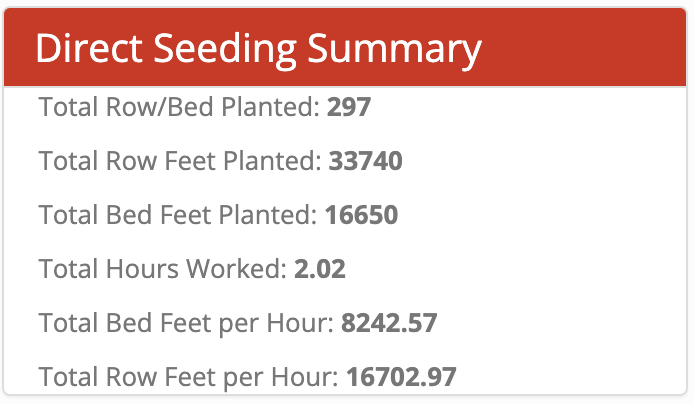 Direct Seeding Summary
Total Row/Bed Planted: 297
Total Row Feet Planted: 33740
Total Bed Feet Planted: 16650
Total Hours Worked: 2.02
Total Bed Feet per Hour: 8242.57
Total Row Feet per Hour: 16702.97